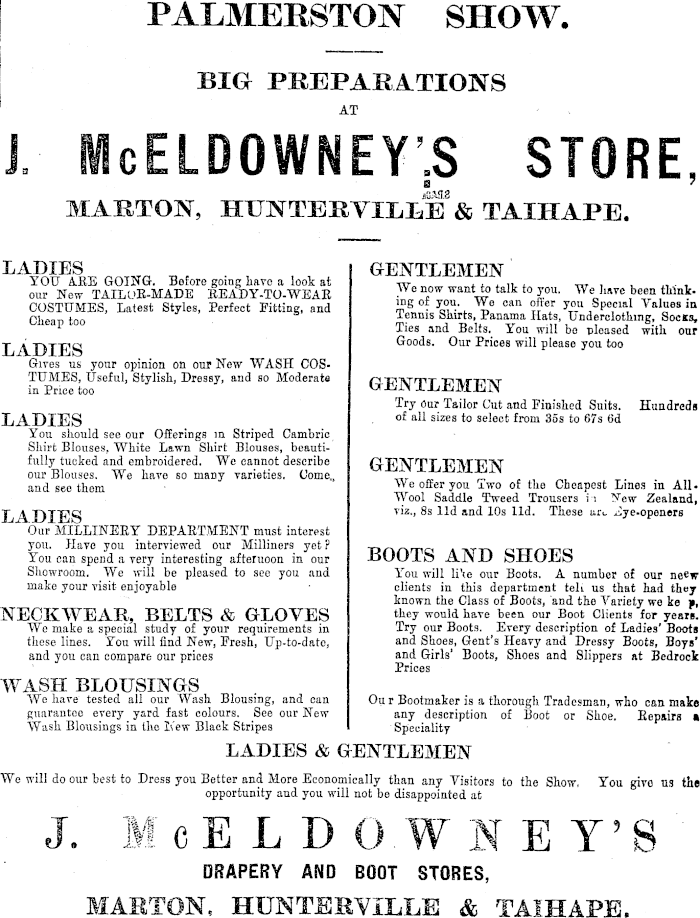 PALMERSTON SHOW.
BIG PREPARATIONS
AT
J. McELDOWNEY'S STORE,
MARTON, HUNTERVILLE & TAIHAPE.
LADIES
YOU ARE GOING. Before going have a look at
our New TAILOR-MADE READY-TO-WEAR
COSTUMES, Latest Styles, Perfect Fitting, and
Cheap too
LADIES
Gives us your opinion on our New WASH COS-
TUMES, Useful, Stylish, Dressy, and so Moderate
in Price too
LADIES
You should see our Offerings in Striped Cambric
Shirt Blouses, White Lawn Shirt Blouses, beauti-
fully tucked and embroidered. We cannot describe
our Blouses. We have so many varieties. Come,
and see them
LADIES
Our MILLINERY DEPARTMENT must interest
you. Have you interviewed our Milliners yet?
You can spend a very interesting afternoon in our
Showroom. We will be pleased to see you and
make your visit enjoyable
NECKWEAR, BELTS & GLOVES
We make a special study of your requirements in
these lines. You will find New, Fresh, Up-to-date,
and you can compare our prices
WASH BLOUSINGS
We have tested all our Wash Blousing, and can
guarantee every yard fast colours. See our New
Wash Blousings in the New Black Stripes
GENTLEMEN
We now want to talk to you. We have been think-
ing of you. We can offer you Special Values in
Tennis Shirts, Panama Hats, Underclothing, Socks,
Ties and Belts. You will be pleased with our
Goods. Our Prices will please you too
GENTLEMEN
Try our Tailor Cut and Finished Suits. Hundreds
of all sizes to select from 35s to 67s 6d
GENTLEMEN
We offer you Two of the Cheapest Lines in All-
Wool Saddle Tweed Trousers in New Zealand,
viz., 8s 11d and 10s 11d. These are Eye-openers
BOOTS AND SHOES
You will like our Boots. A number of our new
clients in this department tell us that had they
known the Class of Boots, and the Variety we keep,
they would have been our Boot Clients for years.
Try our Boots. Every description of Ladies' Boots
and Shoes, Gent's Heavy and Dressy Boots, Boys'
and Girls' Boots, Shoes and Slippers at Bedrock
Prices
Our Bootmaker is a thorough Tradesman, who can make
any description of Boot or Shoe. Repairs a
Speciality
LADIES & GENTLEMEN
We will do our best to Dress you Better and More Economically than any Visitors to the Show. You give us the
opportunity and you will not be disappointed at
J. McELDOWNEY'S
DRAPERY AND BOOT STORES,
MARTON, HUNTERVILLE & TAIHAPE.